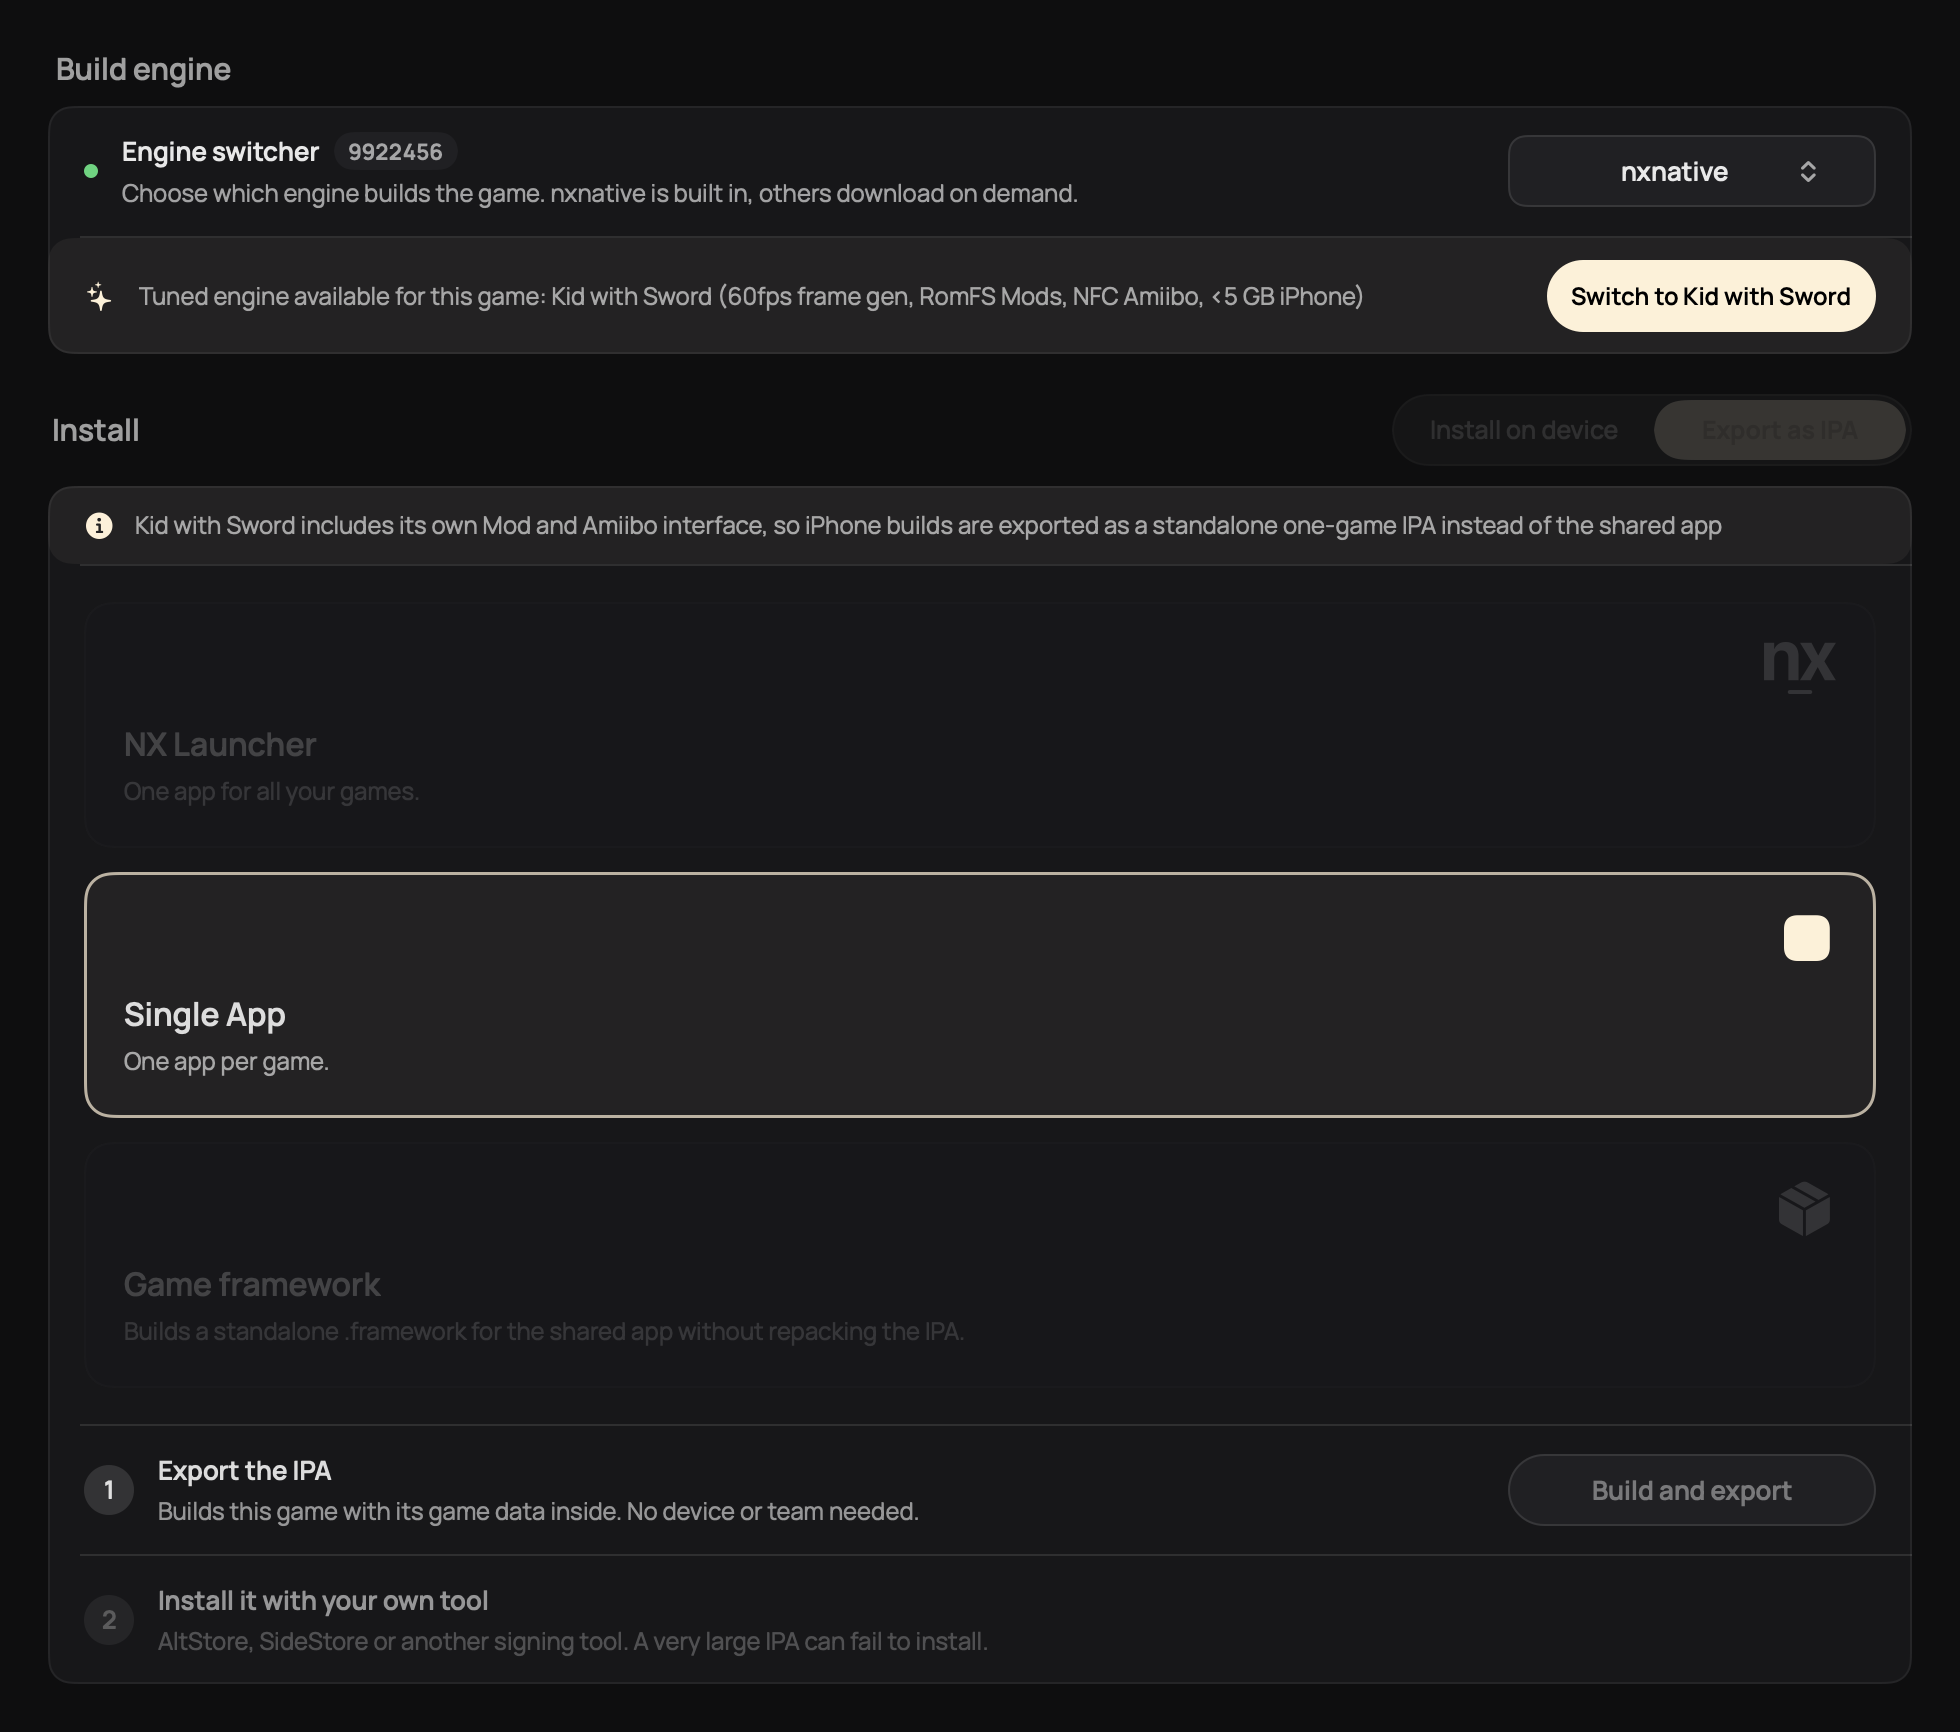 Build engine
Engine switcher 9922456
Choose which engine builds the game. nxnative is built in, others download on demand.
nxnative
Tuned engine available for this game: Kid with Sword (60fps frame gen, RomFS Mods, NFC Amiibo, <5 GB iPhone)
Switch to Kid with Sword
Install
Install on device
Export as IPA
Kid with Sword includes its own Mod and Amiibo interface, so iPhone builds are exported as a standalone one-game IPA instead of the shared app
nx
NX Launcher
One app for all your games.
Single App
One app per game.
Game framework
Builds a standalone .framework for the shared app without repacking the IPA.
1
Export the IPA
Builds this game with its game data inside. No device or team needed.
Build and export
2
Install it with your own tool
AltStore, SideStore or another signing tool. A very large IPA can fail to install.